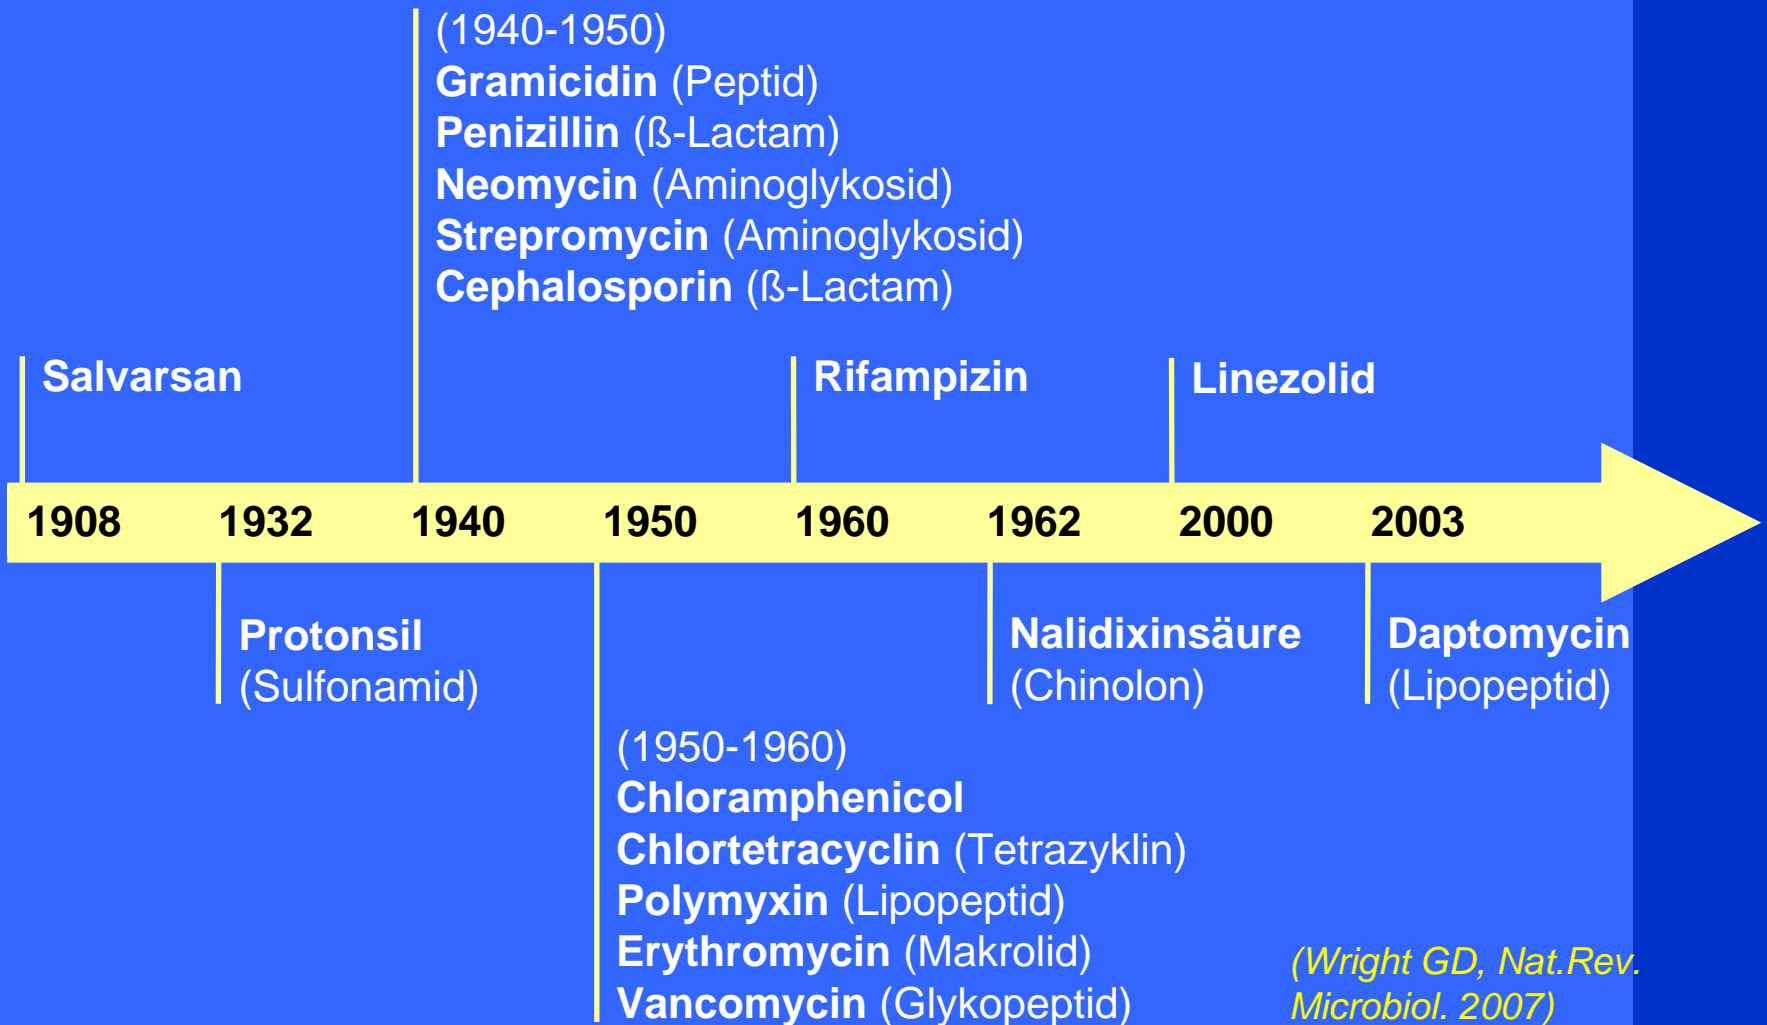 (1940-1950)
Gramicidin (Peptid)
Penizillin (ß-Lactam)
Neomycin (Aminoglykosid)
Strepromycin (Aminoglykosid)
Cephalosporin (ß-Lactam)
Salvarsan
Rifampizin
Linezolid
1908 1932 1940 1950 1960 1962 2000 2003
Protonsil
(Sulfonamid)
Nalidixinsäure
(Chinolon)
Daptomycin
(Lipopeptid)
(1950-1960)
Chloramphenicol
Chlortetracyclin (Tetrazyklin)
Polymyxin (Lipopeptid)
Erythromycin (Makrolid)
Vancomycin (Glykopeptid)
(Wright GD, Nat.Rev.
Microbiol. 2007)